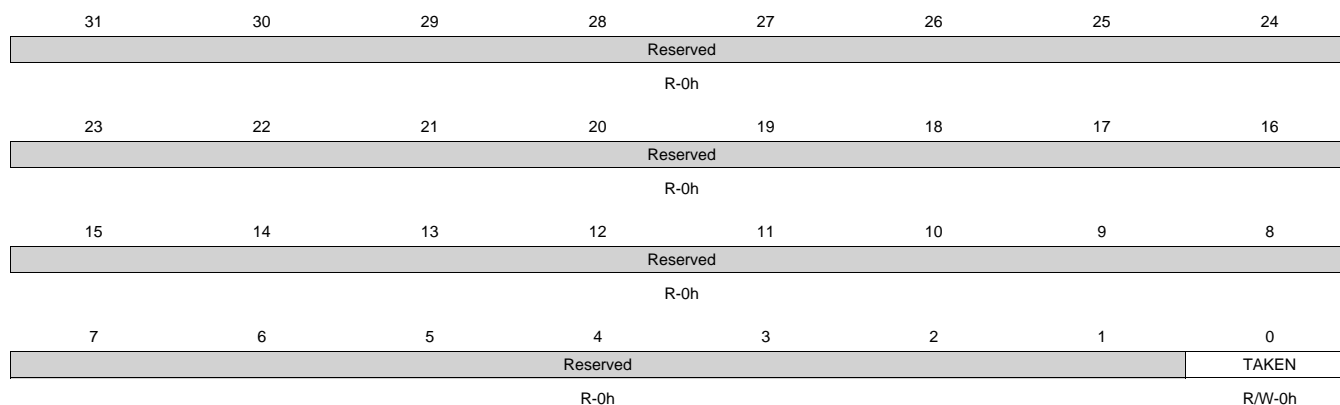 31 30 29 28 27 26 25 24
Reserved
R-0h
23 22 21 20 19 18 17 16
Reserved
R-0h
15 14 13 12 11 10 9 8
Reserved
R-0h
7 6 5 4 3 2 1 0
Reserved TAKEN
R-0h R/W-0h